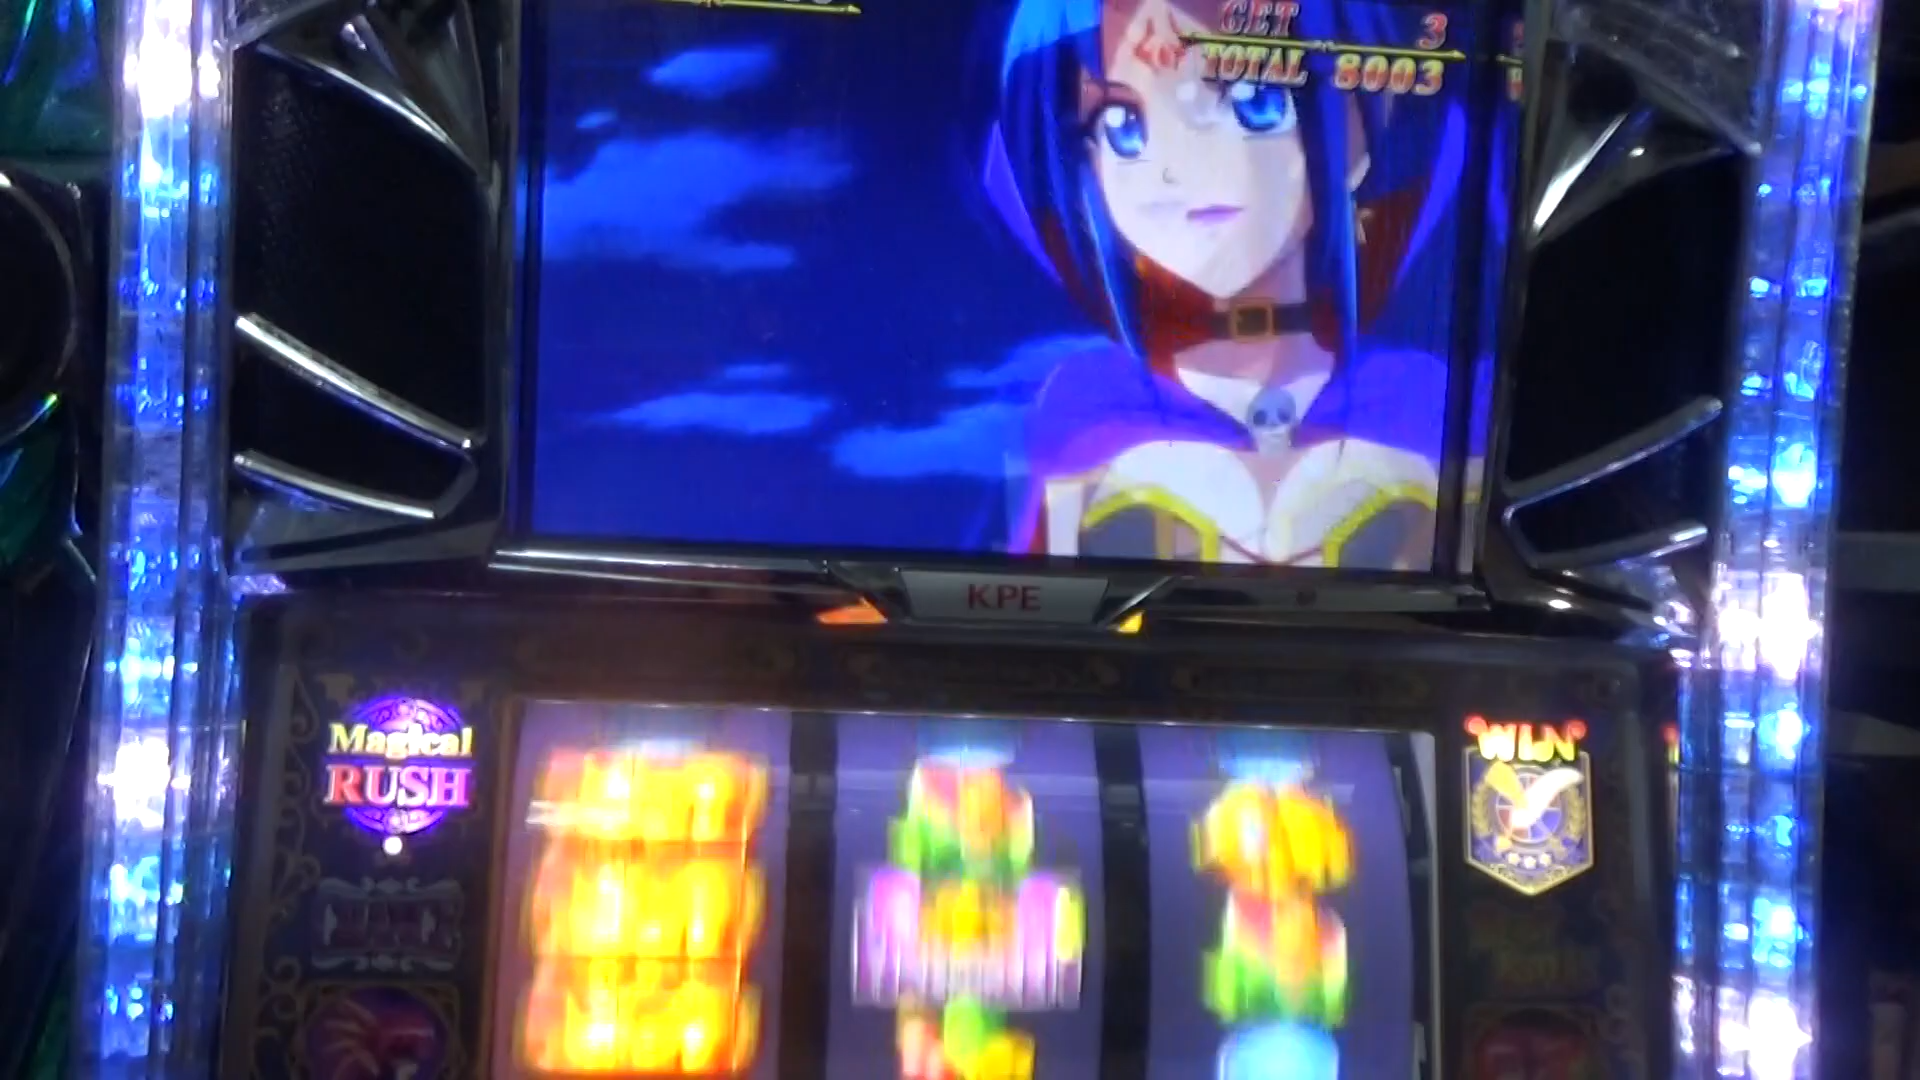 GET 3
TOTAL 8003
KPE
Magical
RUSH
WIN